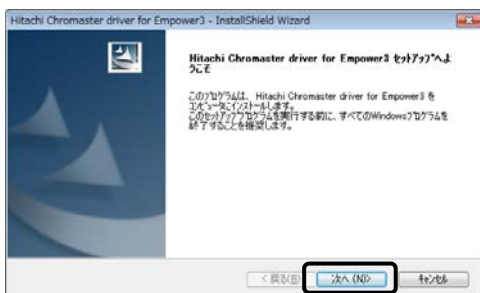 Hitachi Chromaster driver for Empower3 - InstallShield Wizard
Hitachi Chromaster driver for Empower3 セットアップへよ
うこそ
このプログラムは、Hitachi Chromaster driver for Empower3 を
コンピュータにインストールします。
このセットアッププログラムを実行する前に、すべてのWindowsプログラムを
終了することを推奨します。
< 戻る(B)
次へ (N)>
キャンセル